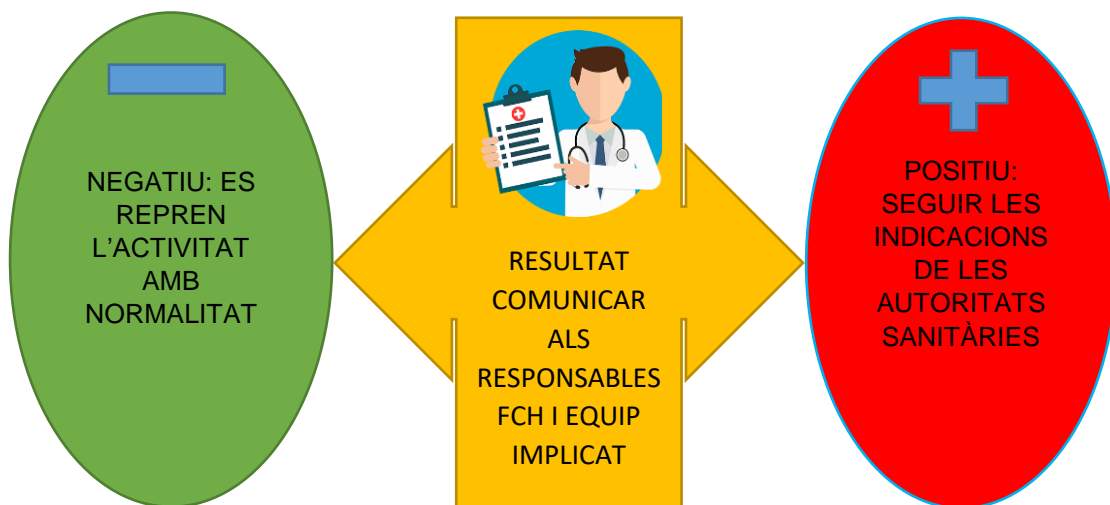 NEGATIU: ES
REPREN
L’ACTIVITAT
AMB
NORMALITAT
RESULTAT
COMUNICAR
ALS
RESPONSABLES
FCH I EQUIP
IMPLICAT
POSITIU:
SEGUIR LES
INDICACIONS
DE LES
AUTORITATS
SANITÀRIES